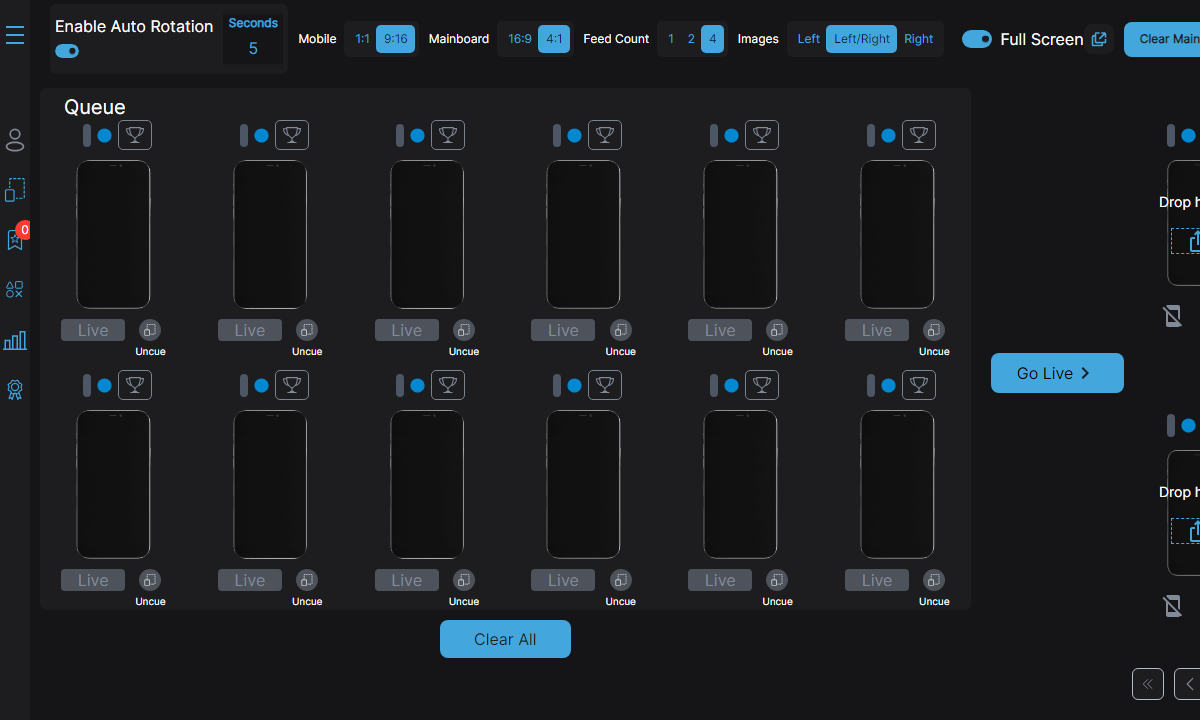 Enable Auto Rotation
Seconds
5
Mobile 1:1 9:16 Mainboard 16:9 4:1 Feed Count 1 2 4 Images Left Left/Right Right Full Screen Clear Main
Queue
0
Drop h
Live Live Live Live Live Live
Uncue Uncue Uncue Uncue Uncue Uncue
Go Live
Drop h
Live Live Live Live Live Live
Uncue Uncue Uncue Uncue Uncue Uncue
Clear All